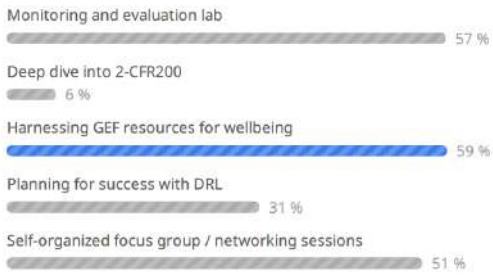 Monitoring and evaluation lab
57 %
Deep dive into 2-CFR200
6 %
Harnessing GEF resources for wellbeing
59 %
Planning for success with DRL
31 %
Self-organized focus group / networking sessions
51 %